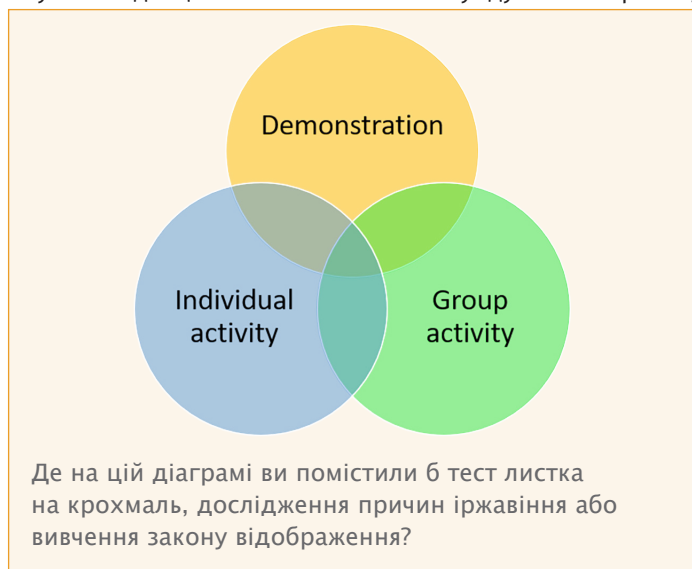 Demonstration
Individual
activity
Group
activity
Де на цій діаграмі ви помістили б тест листка
на крохмаль, дослідження причин іржавіння або
вивчення закону відображення?